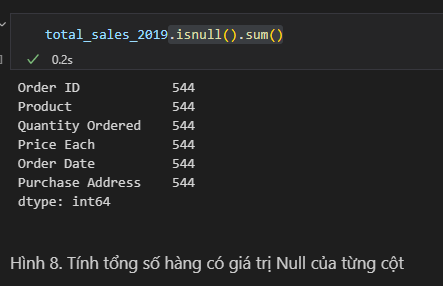 total_sales_2019.isnull().sum()
0.2s
Order ID 544
Product 544
Quantity Ordered 544
Price Each 544
Order Date 544
Purchase Address 544
dtype: int64
Hình 8. Tính tổng số hàng có giá trị Null của từng cột